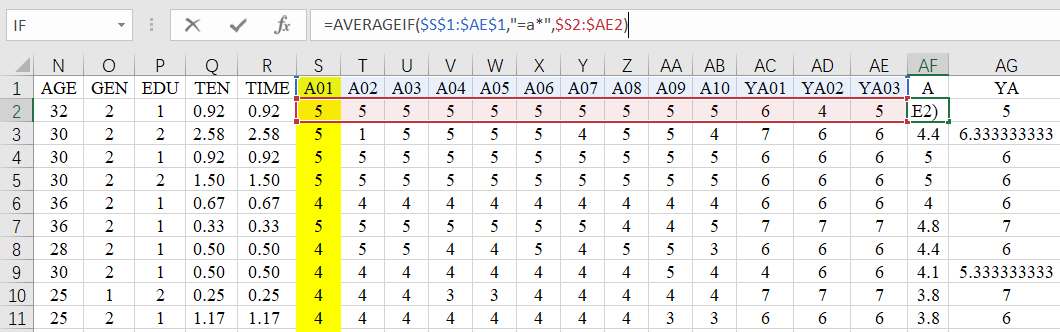 IF =AVERAGEIF($S$1:$AE$1,"=a*",$S2:$AE2)
N O P Q R S T U V W X Y Z AA AB AC AD AE AF AG
1 AGE GEN EDU TEN TIME A01 A02 A03 A04 A05 A06 A07 A08 A09 A10 YA01 YA02 YA03 A YA
2 32 2 1 0.92 0.92 5 5 5 5 5 5 5 5 5 5 6 4 5 E2) 5
3 30 2 2 2.58 2.58 5 1 5 5 5 5 4 5 5 4 7 6 6 4.4 6.333333333
4 30 2 1 0.92 0.92 5 5 5 5 5 5 5 5 5 5 6 6 6 5 6
5 30 2 2 1.50 1.50 5 5 5 5 5 5 5 5 5 5 6 6 6 5 6
6 36 2 1 0.67 0.67 4 4 4 4 4 4 4 4 4 4 6 6 6 4 6
7 36 2 1 0.33 0.33 5 5 5 5 5 5 5 4 4 5 7 7 7 4.8 7
8 28 2 1 0.50 0.50 4 5 5 4 4 5 4 5 5 3 6 6 6 4.4 6
9 30 2 1 0.50 0.50 4 4 4 4 4 4 4 4 5 4 4 6 6 4.1 5.333333333
10 25 1 2 0.25 0.25 4 4 4 3 3 4 4 4 4 4 7 7 7 3.8 7
11 25 2 1 1.17 1.17 4 4 4 4 4 4 4 4 3 3 6 6 6 3.8 6